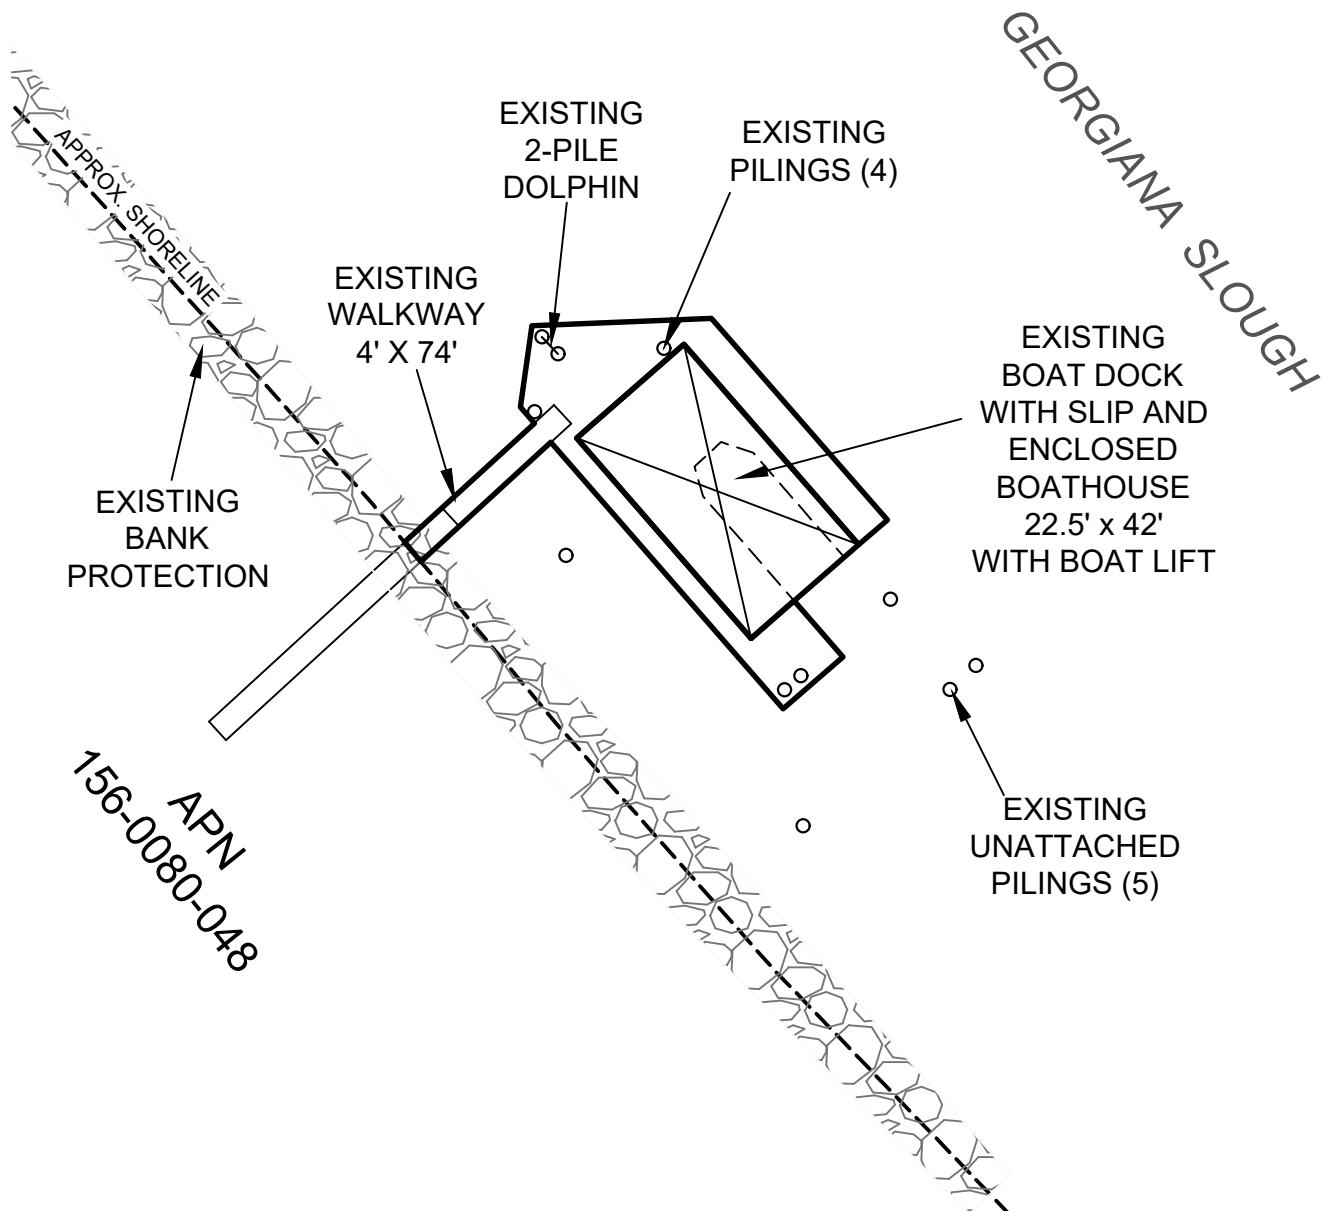 GEORGIANA SLOUGH
EXISTING
2-PILE
DOLPHIN
EXISTING
PILINGS (4)
APPROX. SHORELINE
EXISTING
WALKWAY
4' X 74'
EXISTING
BOAT DOCK
WITH SLIP AND
ENCLOSED
BOATHOUSE
22.5' x 42'
WITH BOAT LIFT
EXISTING
BANK
PROTECTION
EXISTING
UNATTACHED
PILINGS (5)
APN
156-0080-048